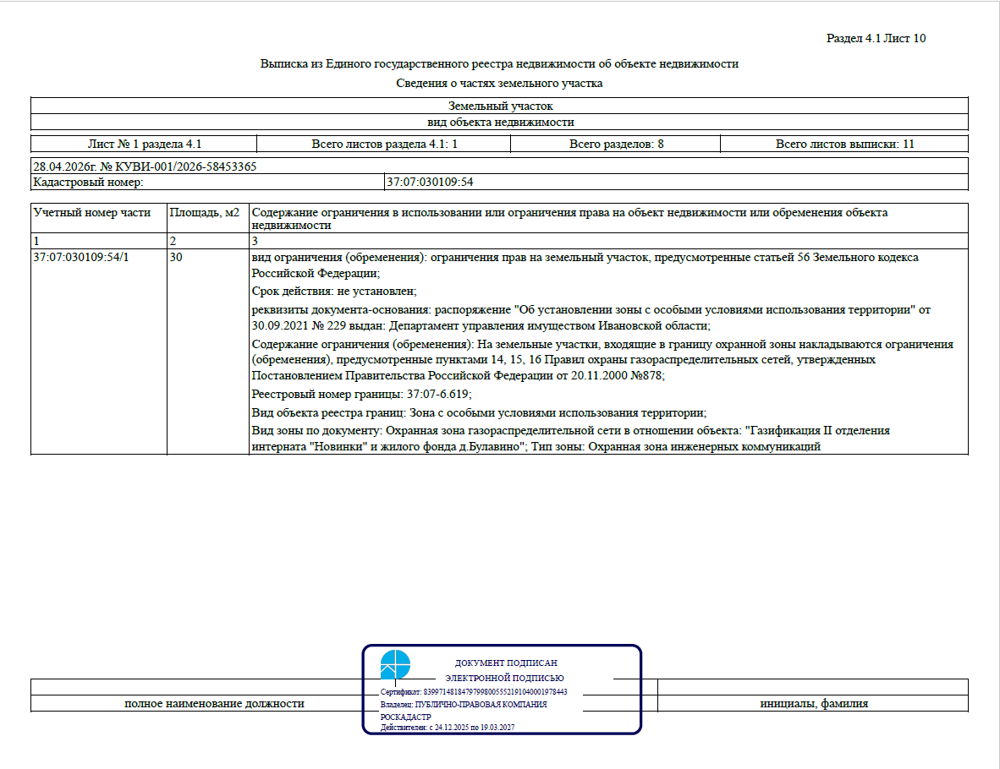 Раздел 4.1 Лист 10
Выписка из Единого государственного реестра недвижимости об объекте недвижимости
Сведения о частях земельного участка
Земельный участок
вид объекта недвижимости
Лист № 1 раздела 4.1 Всего листов раздела 4.1: 1 Всего разделов: 8 Всего листов выписки: 11
28.04.2026г. № КУВИ-001/2026-58453365
Кадастровый номер: 37:07:030109:54
Учетный номер части Площадь, м2 Содержание ограничения в использовании или ограничения права на объект недвижимости или обременения объекта
недвижимости
1 2 3
37:07:030109:54/1 30 вид ограничения (обременения): ограничения прав на земельный участок, предусмотренные статьей 56 Земельного кодекса
Российской Федерации;
Срок действия: не установлен;
реквизиты документа-основания: распоряжение "Об установлении зоны с особыми условиями использования территории" от
30.09.2021 № 229 выдан: Департамент управления имуществом Ивановской области;
Содержание ограничения (обременения): На земельные участки, входящие в границу охранной зоны накладываются ограничения
(обременения), предусмотренные пунктами 14, 15, 16 Правил охраны газораспределительных сетей, утвержденных
Постановлением Правительства Российской Федерации от 20.11.2000 №878;
Реестровый номер границы: 37:07-6.619;
Вид объекта реестра границ: Зона с особыми условиями использования территории;
Вид зоны по документу: Охранная зона газораспределительной сети в отношении объекта: "Газификация II отделения
интерната "Новинки" и жилого фонда д.Булавино"; Тип зоны: Охранная зона инженерных коммуникаций
ДОКУМЕНТ ПОДПИСАН
ЭЛЕКТРОННОЙ ПОДПИСЬЮ
Сертификат: 83997148184797998005552191040001978443
Владелец: ПУБЛИЧНО-ПРАВОВАЯ КОМПАНИЯ
РОСКАДАСТР
Действителен: с 24.12.2025 по 19.03.2027
полное наименование должности инициалы, фамилия